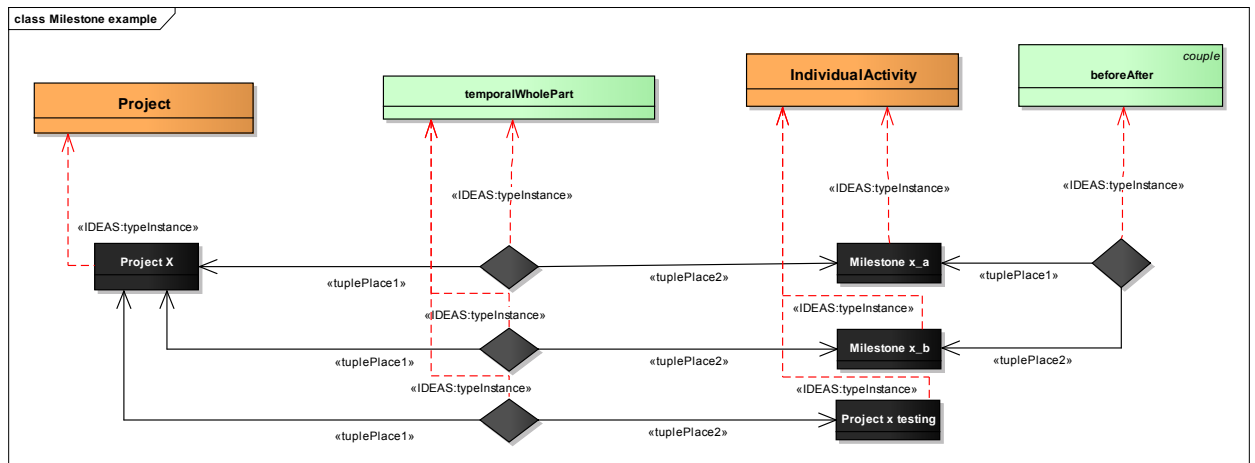 class Milestone example
couple
IndividualActivity
beforeAfter
temporalWholePart
Project
«IDEAS:typeInstance»
«IDEAS:typeInstance»
«IDEAS:typeInstance»
«IDEAS:typeInstance»
Project X
Milestone x_a
«tuplePlace1»
«tuplePlace2»
«tuplePlace1»
«IDEAS:typeInstance»
«IDEAS:typeInstance»
Milestone x_b
«tuplePlace1»
«tuplePlace2»
«tuplePlace2»
«IDEAS:typeInstance»
«IDEAS:typeInstance»
Project x testing
«tuplePlace1»
«tuplePlace2»